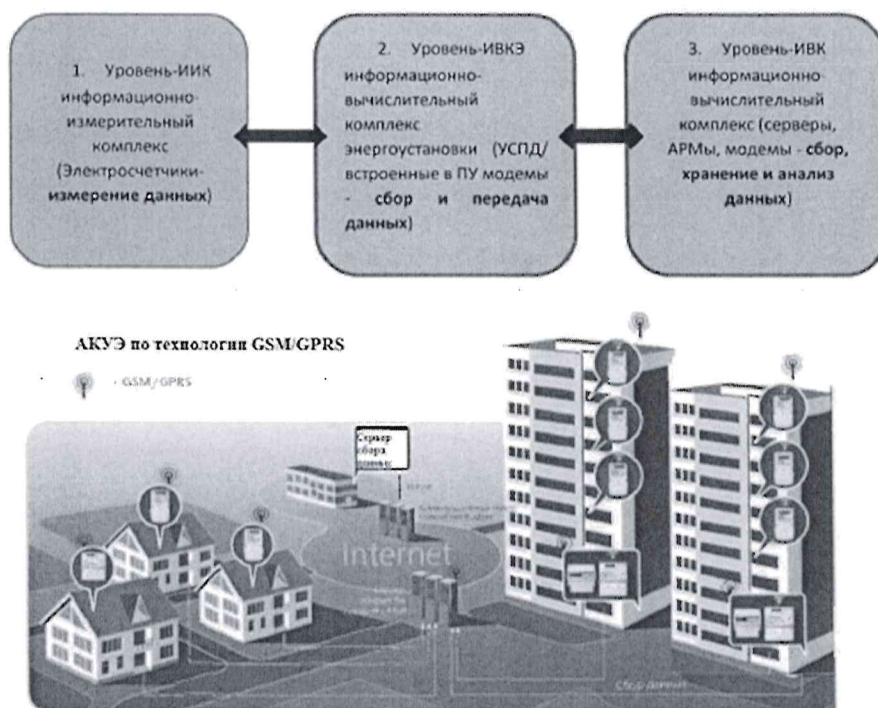 1. Уровень-ИИК
информационно-
измерительный
комплекс
(Электросчетчики-
измерение данных)
2. Уровень-ИВКЭ
информационно-
вычислительный
комплекс
энергоустановки (УСПД/
встроенные в ПУ модемы
- сбор и передача
данных)
3. Уровень-ИВК
информационно-
вычислительный
комплекс (серверы,
АРМы, модемы - сбор,
хранение и анализ
данных)
АКУЭ по технологии GSM/GPRS
- GSM/GPRS
Сервер
сбора
данных
Internet
Сбор данных